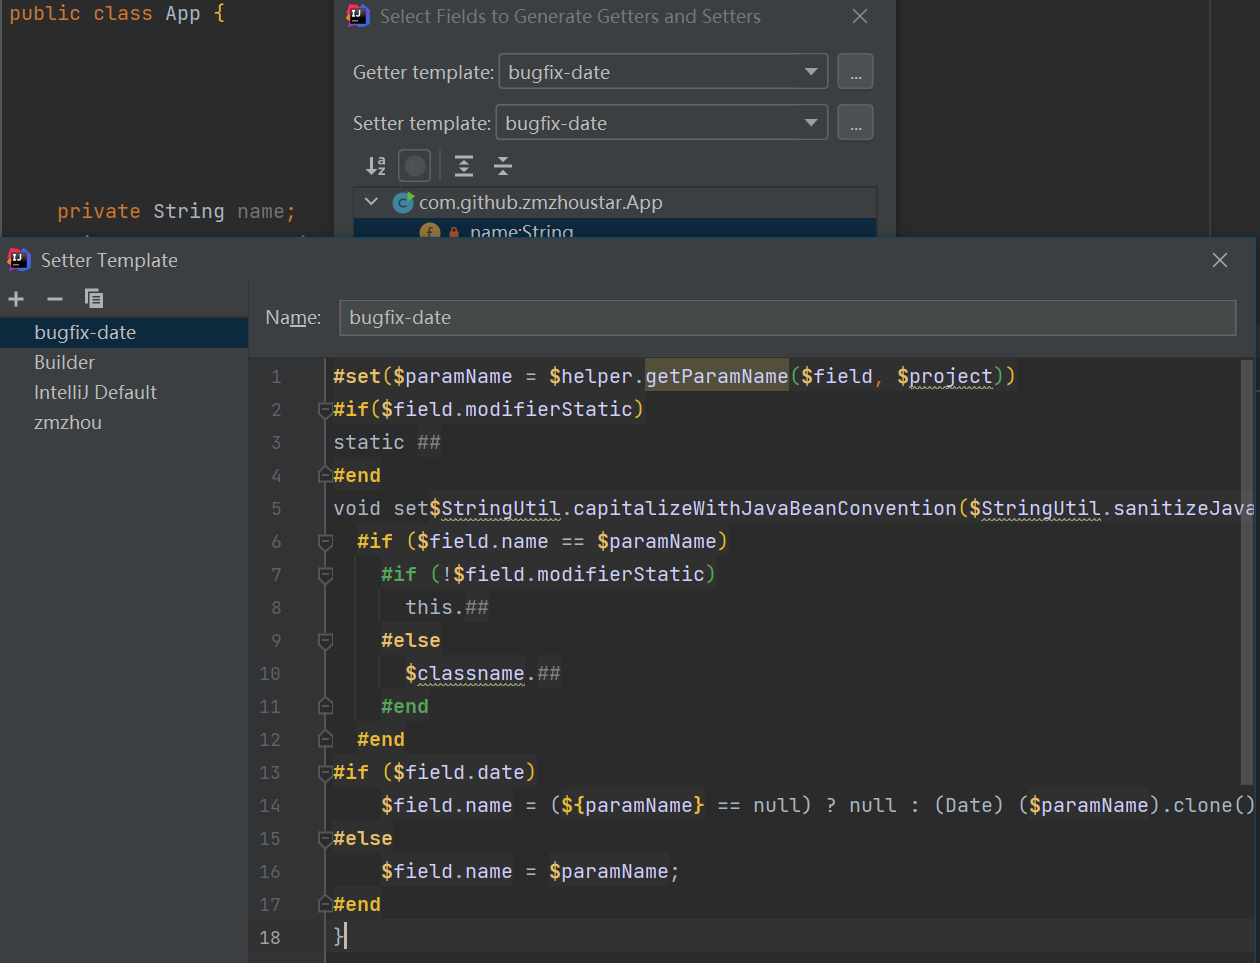 public class App {
Select Fields to Generate Getters and Setters
Getter template: bugfix-date ...
Setter template: bugfix-date ...
com.github.zmzhoustar.App
private String name;
name:String
Setter Template
bugfix-date
Builder
IntelliJ Default
zmzhou
Name: bugfix-date
1 #set($paramName = $helper.getParamName($field, $project))
2 #if($field.modifierStatic)
3 static ##
4 #end
5 void set$StringUtil.capitalizeWithJavaBeanConvention($StringUtil.sanitizeJava
6 #if ($field.name == $paramName)
7 #if (!$field.modifierStatic)
8 this.##
9 #else
10 $classname.##
11 #end
12 #end
13 #if ($field.date)
14 $field.name = (${paramName} == null) ? null : (Date) ($paramName).clone()
15 #else
16 $field.name = $paramName;
17 #end
18 }